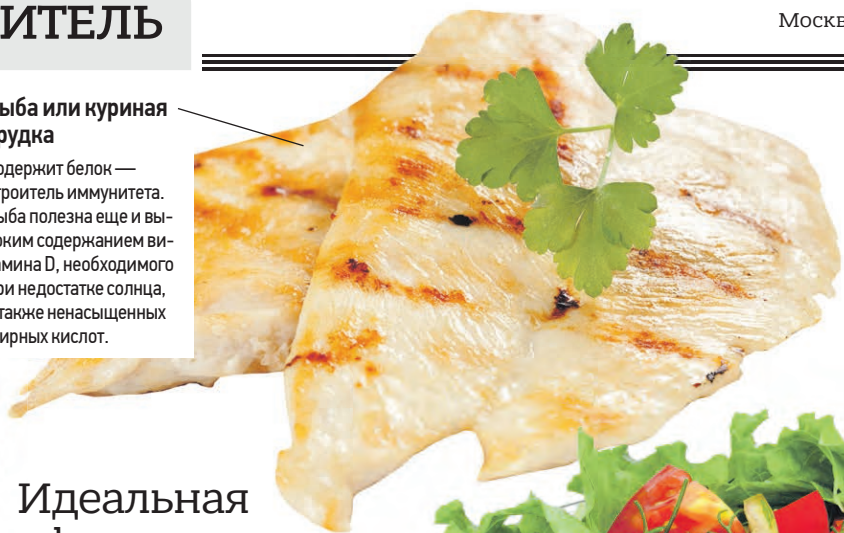 ИТЕЛЬ
Москв
ыба или куриная
рудка
одержит белок —
троитель иммунитета.
ыба полезна еще и вы-
оким содержанием ви-
амина D, необходимого
ри недостатке солнца,
также ненасыщенных
ирных кислот.
Идеальная